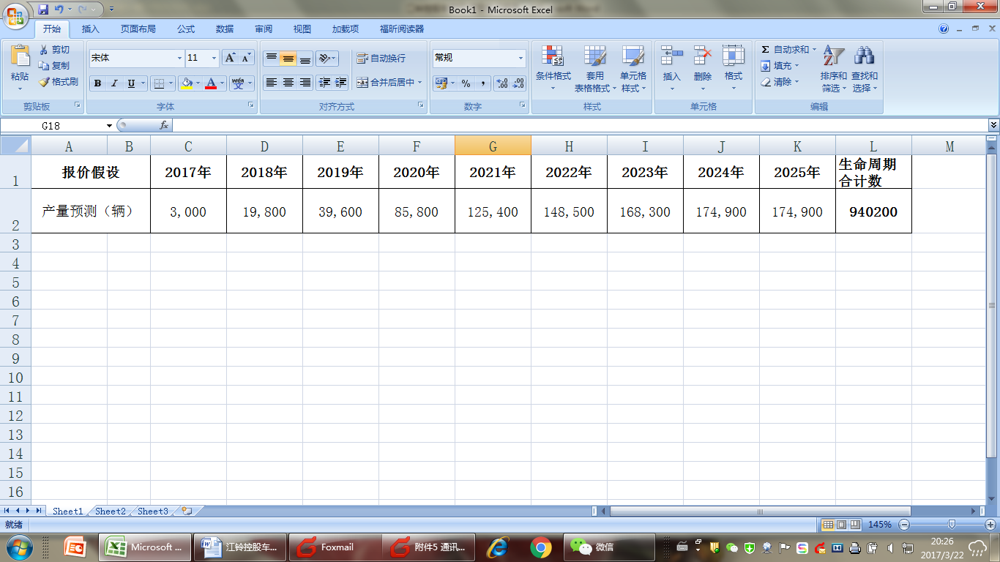 Book1 - Microsoft Excel
开始 插入 页面布局 公式 数据 审阅 视图 加载项 福昕阅读器
粘贴 剪切 复制 格式刷 剪贴板
宋体 11 B I U A A A wén 文 字体
自动换行 合并后居中 对齐方式
常规 % , 数字
条件格式 套用表格格式 单元格样式 样式
插入 删除 格式 单元格
Σ 自动求和 填充 清除 排序和筛选 查找和选择 编辑
G18 fx
A B C D E F G H I J K L M
1 报价假设 2017年 2018年 2019年 2020年 2021年 2022年 2023年 2024年 2025年 生命周期合计数
2 产量预测（辆） 3,000 19,800 39,600 85,800 125,400 148,500 168,300 174,900 174,900 940200
3
4
5
6
7
8
9
10
11
12
13
14
15
16
Sheet1 Sheet2 Sheet3
就绪 145%
Microsoft ... 江铃控股车... Foxmail 附件5 通讯... 微信 20:26
2017/3/22